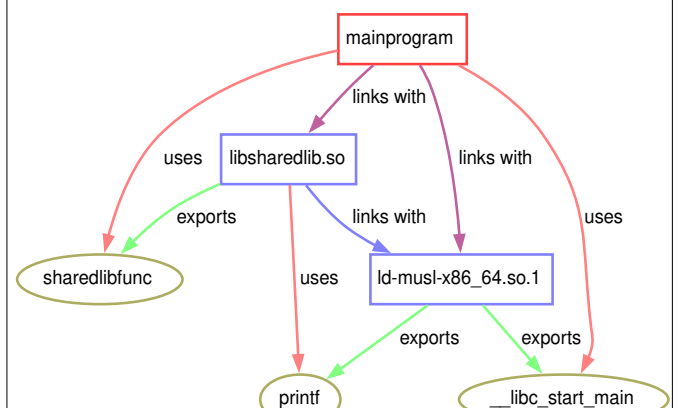 mainprogram
links with
libsharedlib.so
uses
links with
exports
links with
uses
sharedlibfunc
uses
ld-musl-x86_64.so.1
exports
exports
printf
__libc_start_main